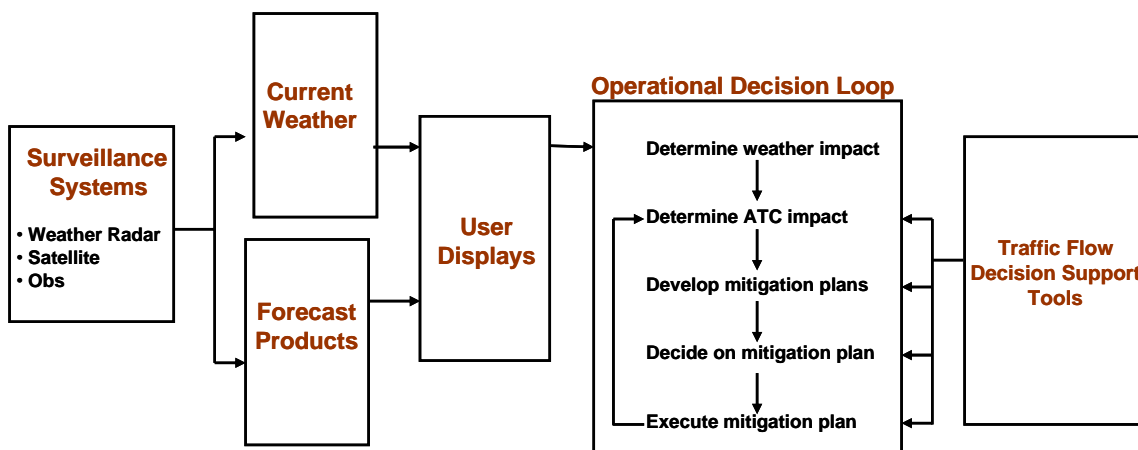 Surveillance
Systems
• Weather Radar
• Satellite
• Obs
Current
Weather
Forecast
Products
User
Displays
Operational Decision Loop
Determine weather impact
Determine ATC impact
Develop mitigation plans
Decide on mitigation plan
Execute mitigation plan
Traffic Flow
Decision Support
Tools